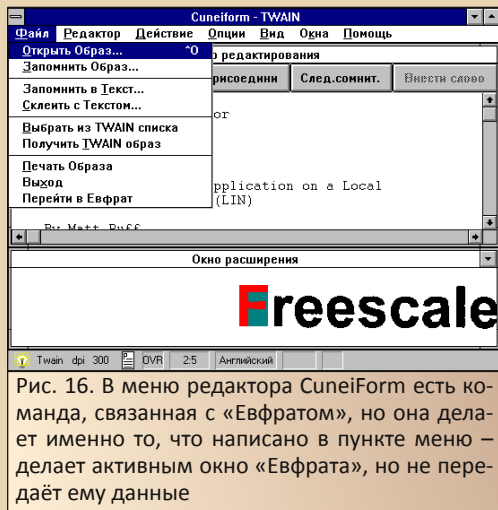 Cuneiform - TWAIN
Файл Редактор Действие Опции Вид Окна Помощь
Открыть Образ... ^O
Запомнить Образ...
Запомнить в Текст...
Склеить с Текстом...
Выбрать из TWAIN списка
Получить TWAIN образ
Печать Образа
Выход
Перейти в Евфрат
редактирования
рисоедини След.сомнит. Внести слово
or
pplication on a Local
(LIN)
By Matt Ruff
Окно расширения
Freescale
Twain dpi 300 OVR 2:5 Английский
Рис. 16. В меню редактора CuneiForm есть ко-
манда, связанная с «Евфратом», но она дела-
ет именно то, что написано в пункте меню –
делает активным окно «Евфрата», но не пере-
даёт ему данные